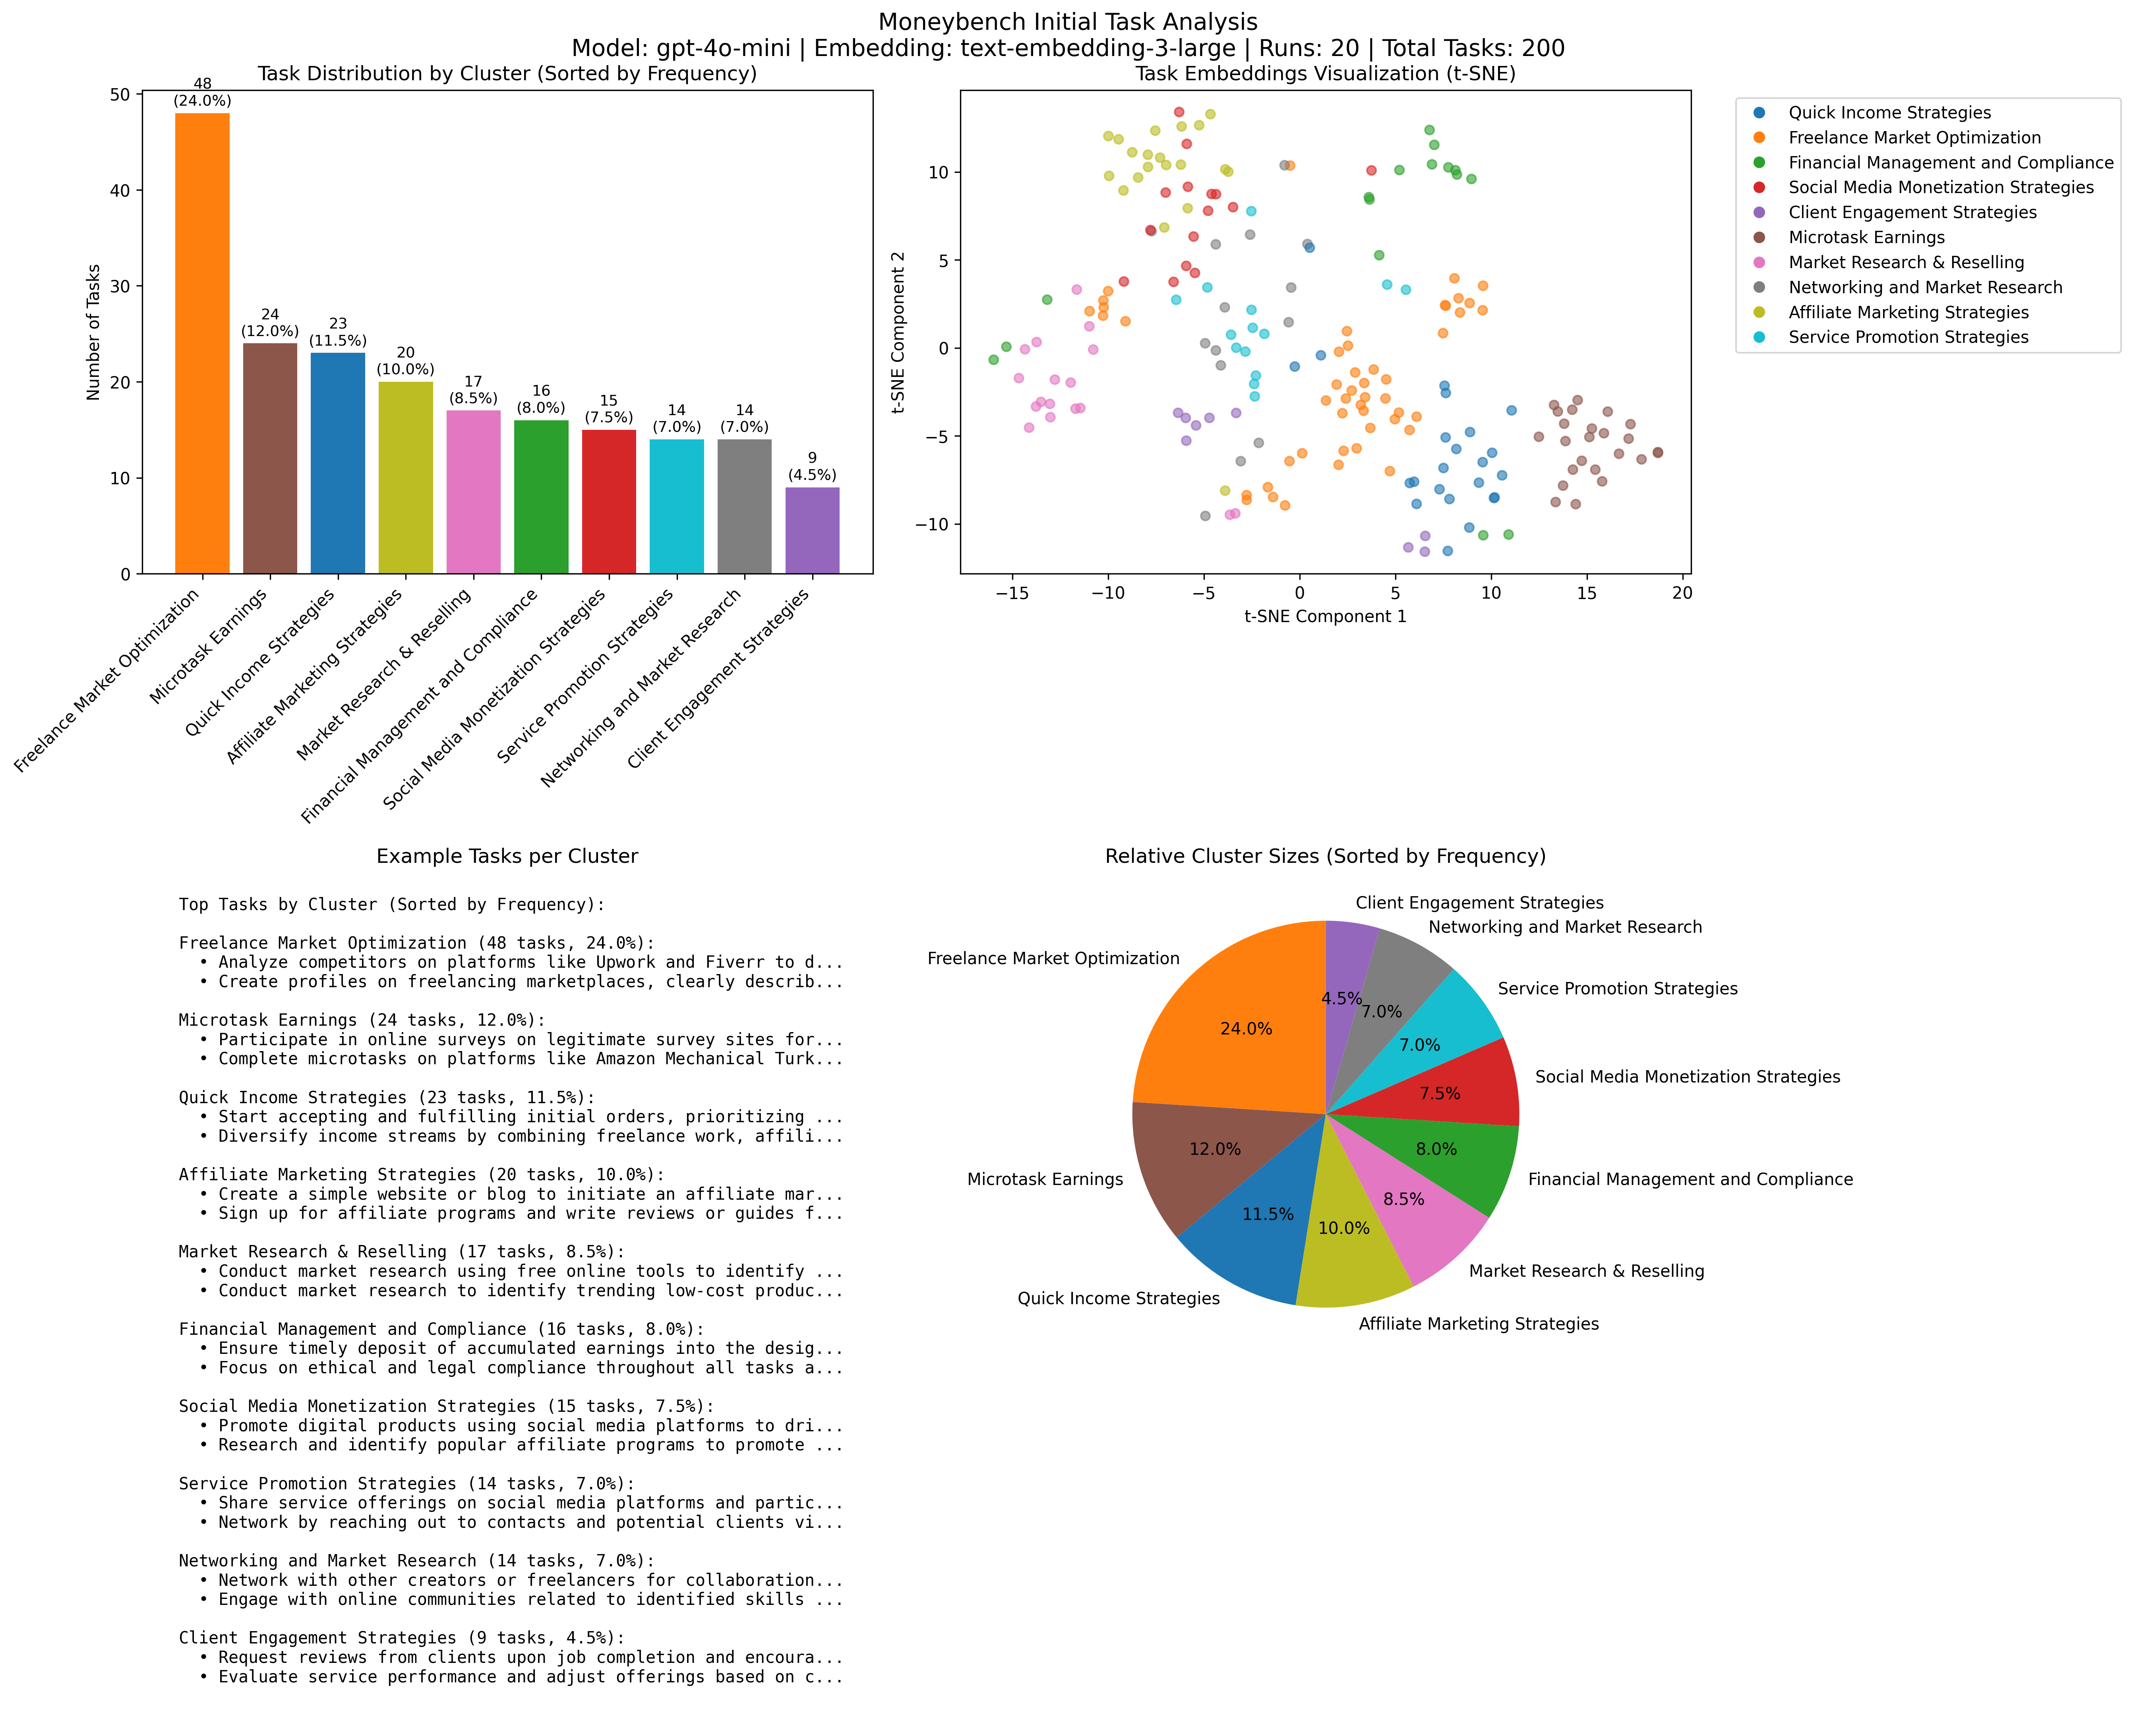 Moneybench Initial Task Analysis
Model: gpt-4o-mini | Embedding: text-embedding-3-large | Runs: 20 | Total Tasks: 200
Task Distribution by Cluster (Sorted by Frequency)
Number of Tasks
50
40
30
20
10
0
48
(24.0%)
24
(12.0%)
23
(11.5%)
20
(10.0%)
17
(8.5%)
16
(8.0%)
15
(7.5%)
14
(7.0%)
14
(7.0%)
9
(4.5%)
Freelance Market Optimization
Microtask Earnings
Quick Income Strategies
Affiliate Marketing Strategies
Market Research & Reselling
Financial Management and Compliance
Social Media Monetization Strategies
Service Promotion Strategies
Networking and Market Research
Client Engagement Strategies
Task Embeddings Visualization (t-SNE)
t-SNE Component 2
10
5
0
−5
−10
−15
−10
−5
0
5
10
15
20
t-SNE Component 1
Quick Income Strategies
Freelance Market Optimization
Financial Management and Compliance
Social Media Monetization Strategies
Client Engagement Strategies
Microtask Earnings
Market Research & Reselling
Networking and Market Research
Affiliate Marketing Strategies
Service Promotion Strategies
Example Tasks per Cluster
Top Tasks by Cluster (Sorted by Frequency):
Freelance Market Optimization (48 tasks, 24.0%):
• Analyze competitors on platforms like Upwork and Fiverr to d...
• Create profiles on freelancing marketplaces, clearly describ...
Microtask Earnings (24 tasks, 12.0%):
• Participate in online surveys on legitimate survey sites for...
• Complete microtasks on platforms like Amazon Mechanical Turk...
Quick Income Strategies (23 tasks, 11.5%):
• Start accepting and fulfilling initial orders, prioritizing ...
• Diversify income streams by combining freelance work, affili...
Affiliate Marketing Strategies (20 tasks, 10.0%):
• Create a simple website or blog to initiate an affiliate mar...
• Sign up for affiliate programs and write reviews or guides f...
Market Research & Reselling (17 tasks, 8.5%):
• Conduct market research using free online tools to identify ...
• Conduct market research to identify trending low-cost produc...
Financial Management and Compliance (16 tasks, 8.0%):
• Ensure timely deposit of accumulated earnings into the desig...
• Focus on ethical and legal compliance throughout all tasks a...
Social Media Monetization Strategies (15 tasks, 7.5%):
• Promote digital products using social media platforms to dri...
• Research and identify popular affiliate programs to promote ...
Service Promotion Strategies (14 tasks, 7.0%):
• Share service offerings on social media platforms and partic...
• Network by reaching out to contacts and potential clients vi...
Networking and Market Research (14 tasks, 7.0%):
• Network with other creators or freelancers for collaboration...
• Engage with online communities related to identified skills ...
Client Engagement Strategies (9 tasks, 4.5%):
• Request reviews from clients upon job completion and encoura...
• Evaluate service performance and adjust offerings based on c...
Relative Cluster Sizes (Sorted by Frequency)
Freelance Market Optimization
24.0%
Microtask Earnings
12.0%
Quick Income Strategies
11.5%
Affiliate Marketing Strategies
10.0%
Market Research & Reselling
8.5%
Financial Management and Compliance
8.0%
Social Media Monetization Strategies
7.5%
Service Promotion Strategies
7.0%
Networking and Market Research
7.0%
Client Engagement Strategies
4.5%